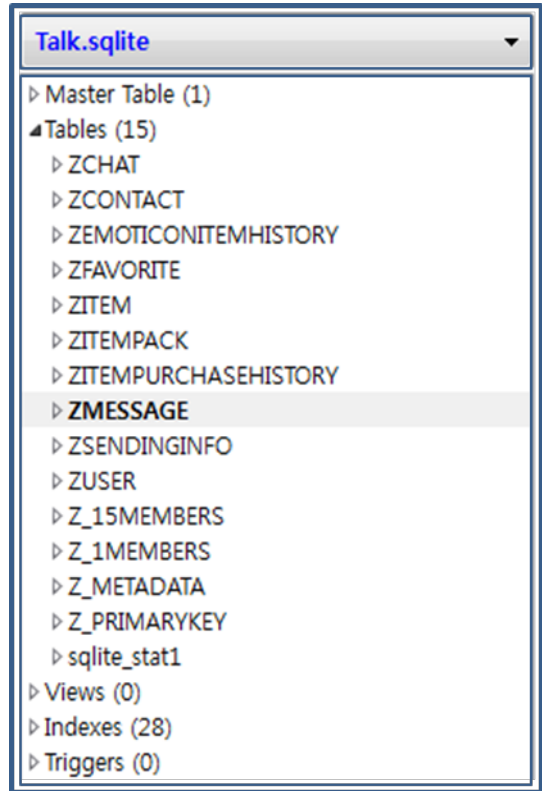 Talk.sqlite
Master Table (1)
Tables (15)
ZCHAT
ZCONTACT
ZEMOTICONITEMHISTORY
ZFAVORITE
ZITEM
ZITEMPACK
ZITEMPURCHASEHISTORY
ZMESSAGE
ZSENDINGINFO
ZUSER
Z_15MEMBERS
Z_1MEMBERS
Z_METADATA
Z_PRIMARYKEY
sqlite_stat1
Views (0)
Indexes (28)
Triggers (0)